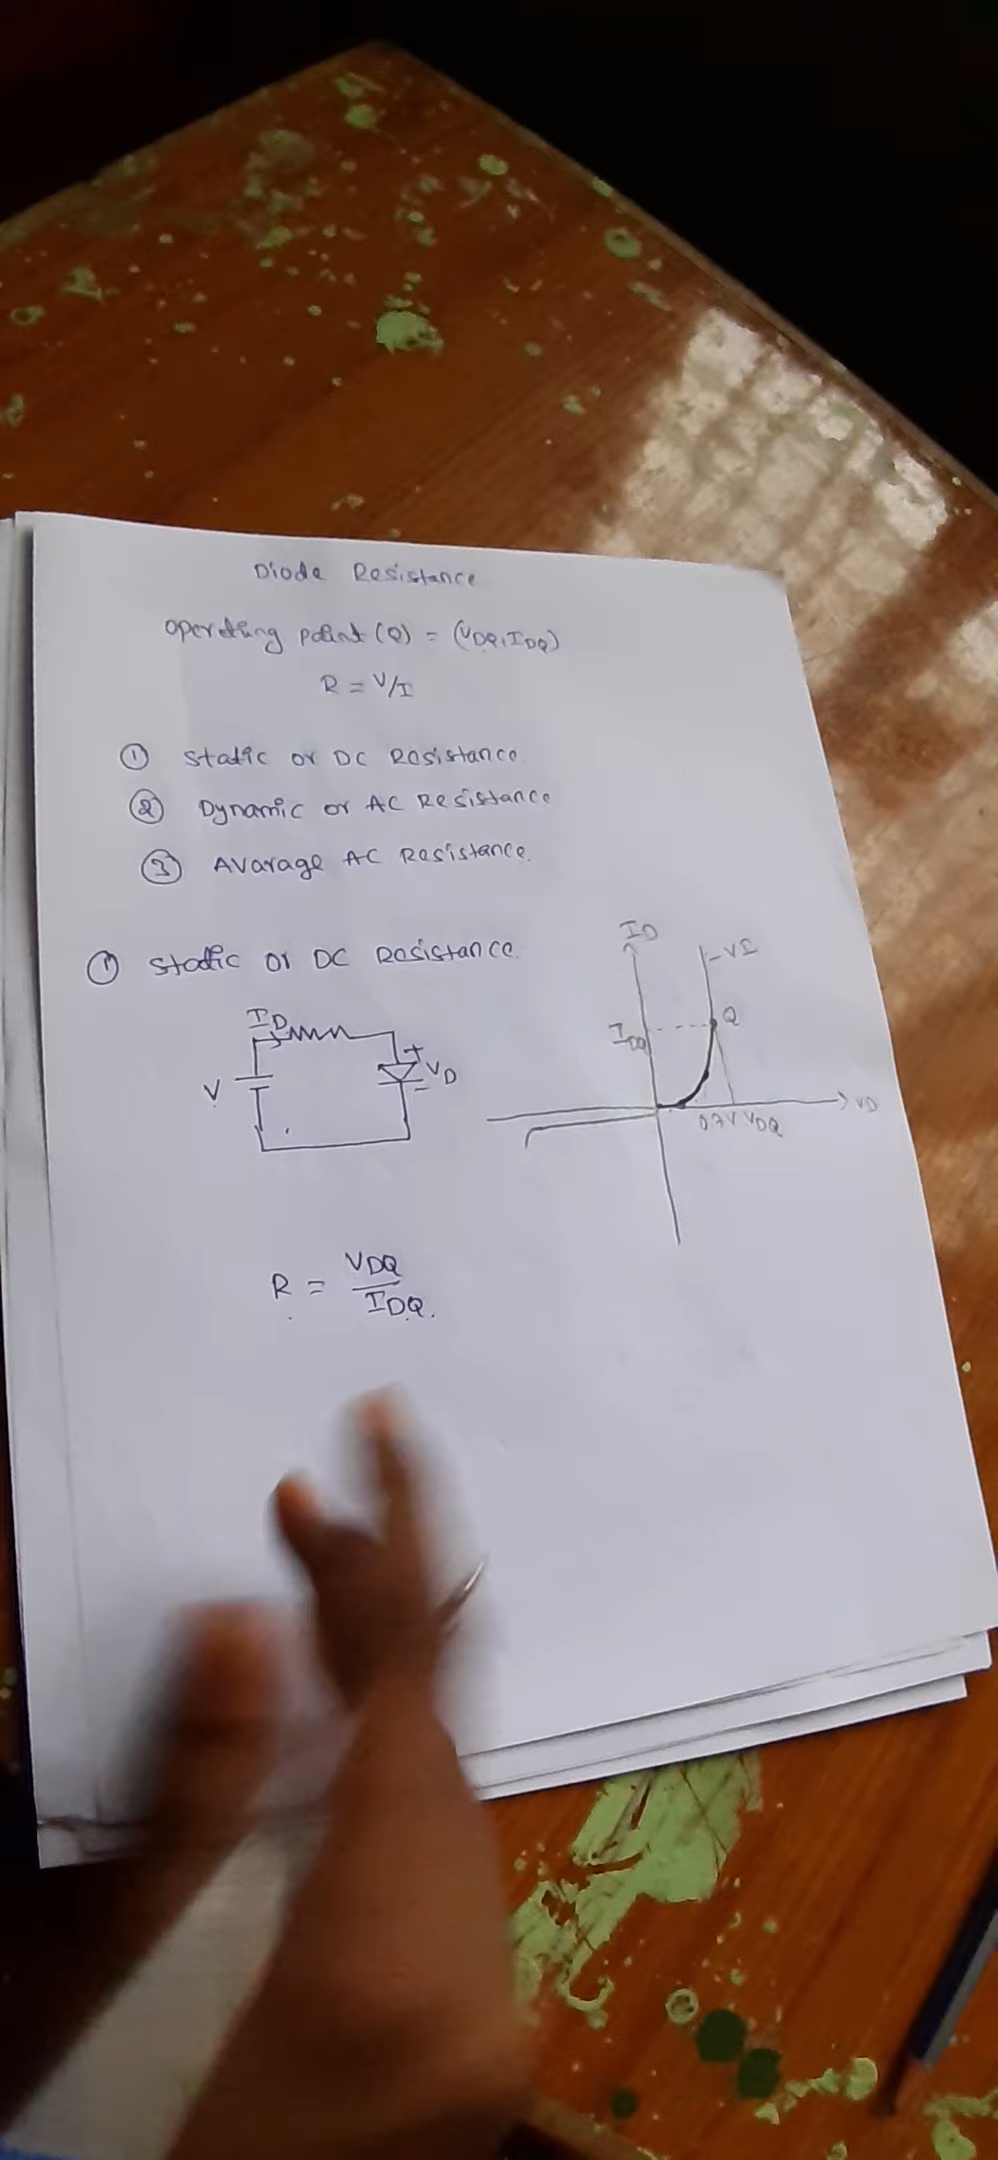 Diode Resistance
operating point (Q) = (VDQ, IDQ)
R = V/I
① Static or DC Resistance
② Dynamic or AC Resistance
③ Avarage AC Resistance.
① Static or DC Resistance.
ID
V
+
VD
-
ID
VI
Q
IDQ
0.7V VDQ
VD
R = VDQ / IDQ.